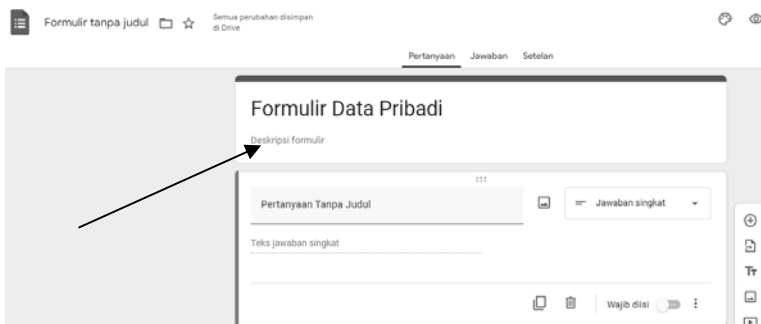 Formulir tanpa judul
Semua perubahan disimpan
di Drive
Pertanyaan Jawaban Setelan
Formulir Data Pribadi
Deskripsi formulir
Pertanyaan Tanpa Judul
Jawaban singkat
Teks jawaban singkat
Wajib diisi
Tт